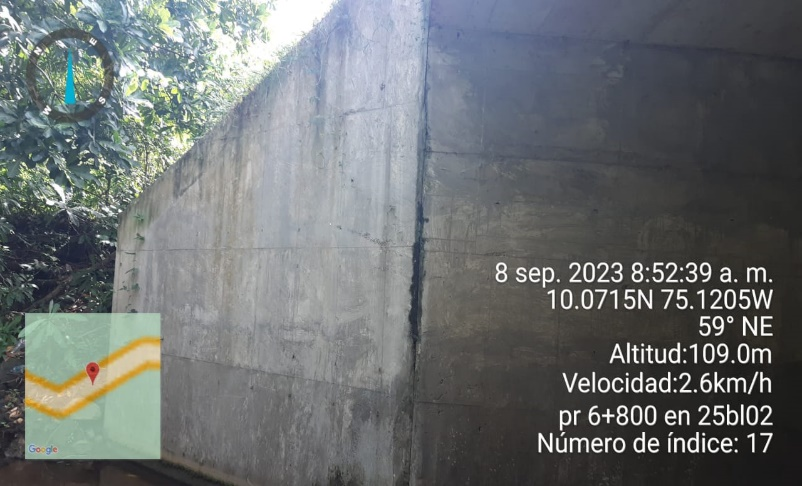 8 sep. 2023 8:52:39 a. m.
10.0715N 75.1205W
59° NE
Altitud:109.0m
Velocidad:2.6km/h
pr 6+800 en 25bl02
Número de índice: 17
Google